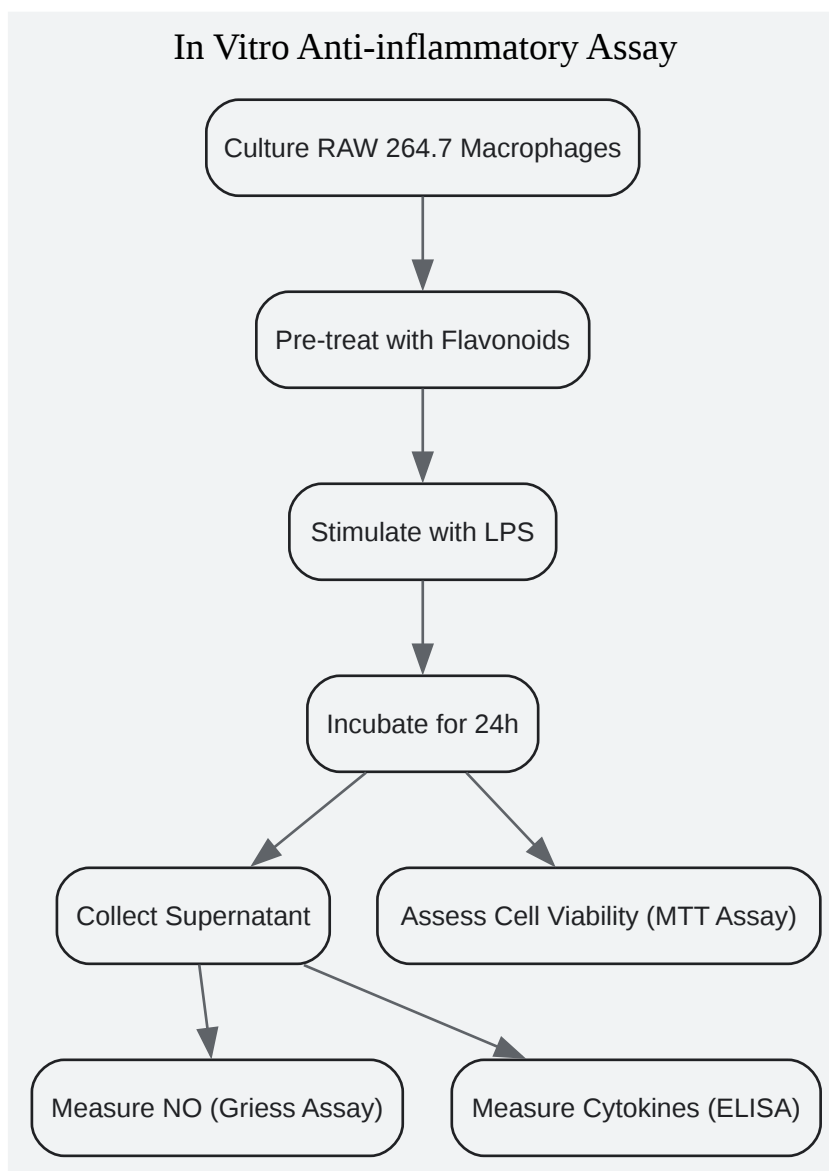 In Vitro Anti-inflammatory Assay
Culture RAW 264.7 Macrophages
Pre-treat with Flavonoids
Stimulate with LPS
Incubate for 24h
Collect Supernatant
Assess Cell Viability (MTT Assay)
Measure NO (Griess Assay)
Measure Cytokines (ELISA)